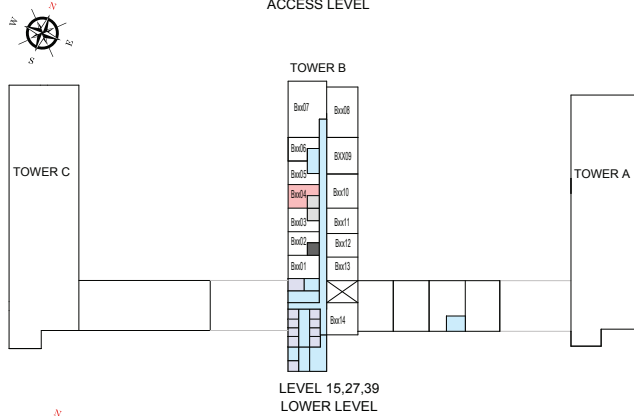 ACCESS LEVEL
N
W
E
S
TOWER B
Bxx07
Bxx08
Bxx06
BXX09
Bxx05
TOWER C
TOWER A
Bxx04
Bxx10
Bxx03
Bxx11
Bxx02
Bxx12
Bxx01
Bxx13
Bxx14
LEVEL 15,27,39
LOWER LEVEL
N